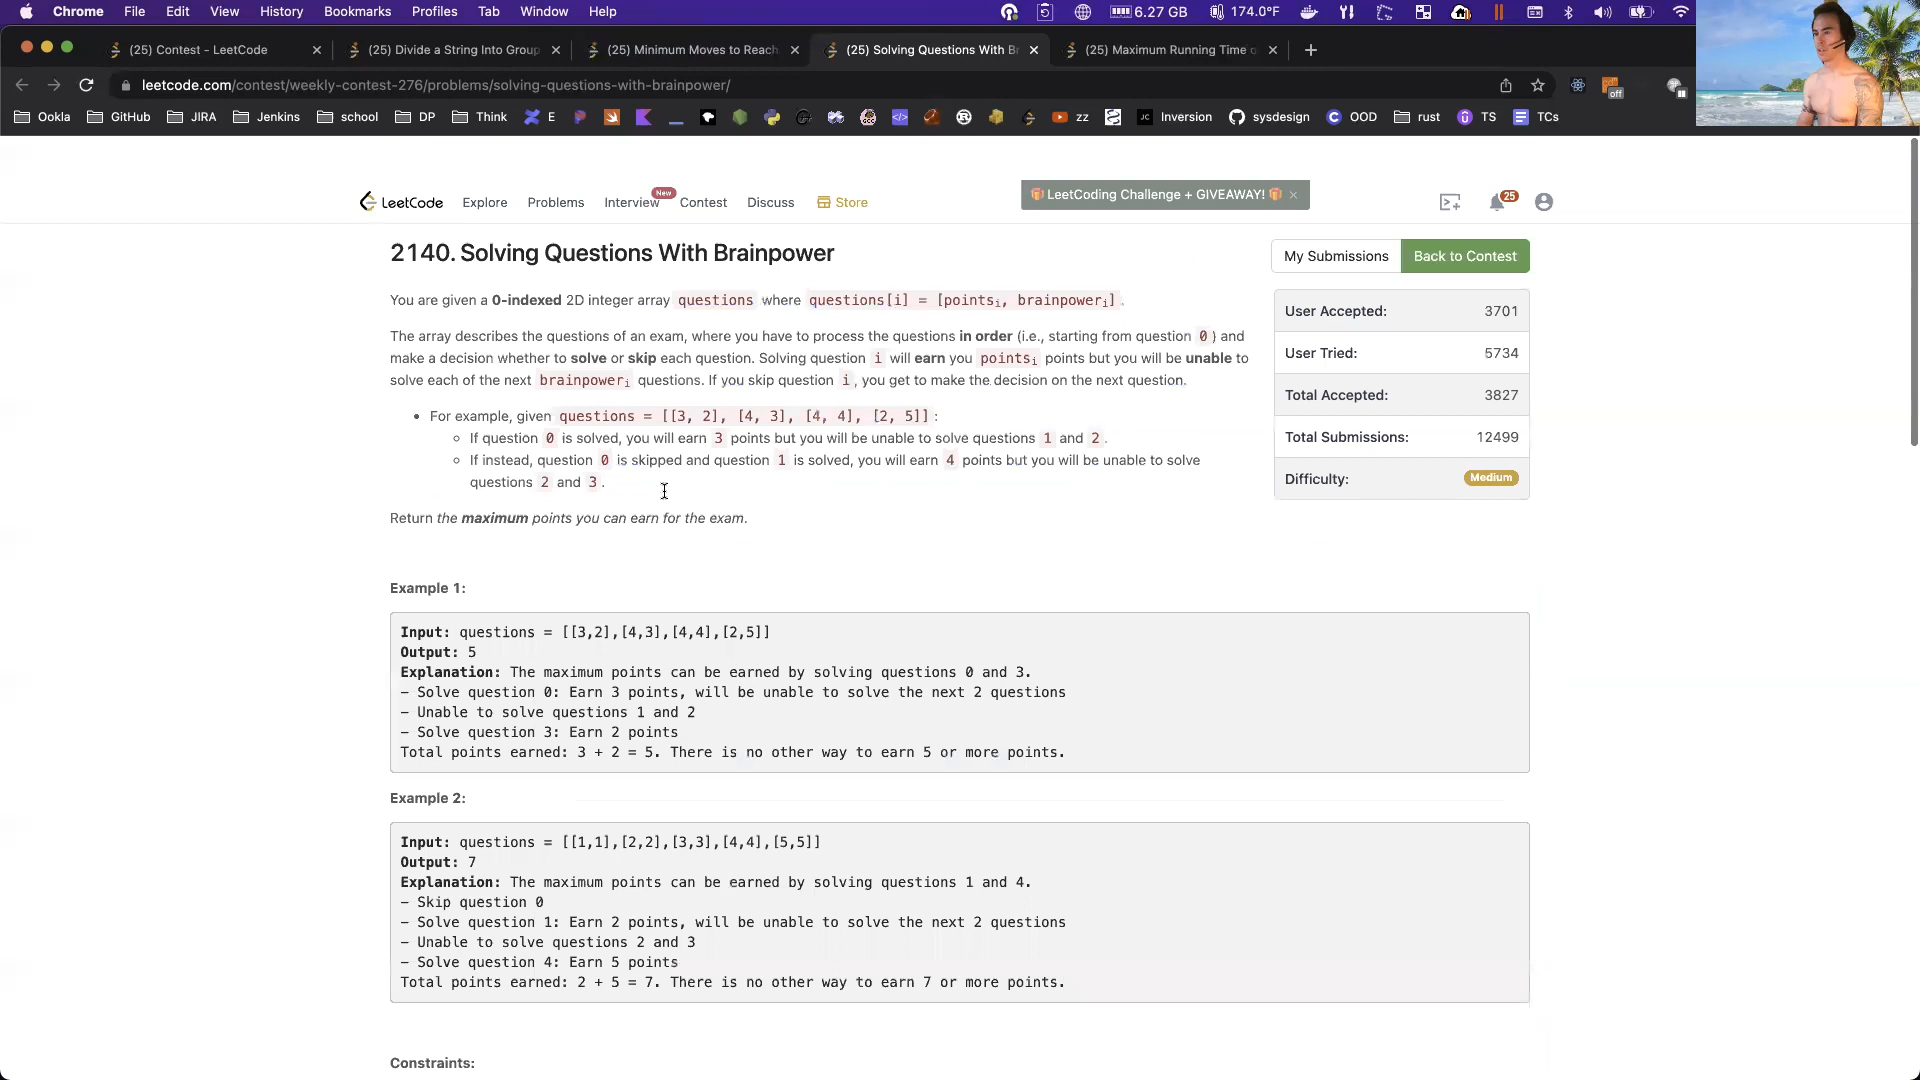 Chrome File Edit View History Bookmarks Profiles Tab Window Help 6.27 GB 174.0°F
(25) Contest - LeetCode (25) Divide a String Into Group (25) Minimum Moves to Reach (25) Solving Questions With Br (25) Maximum Running Time o
leetcode.com/contest/weekly-contest-276/problems/solving-questions-with-brainpower/
off
Ookla GitHub JIRA Jenkins school DP Think E zz JC Inversion sysdesign OOD rust TS TCs
LeetCode Explore Problems Interview New Contest Discuss Store
🎁 LeetCoding Challenge + GIVEAWAY! 🎁 ×
25
2140. Solving Questions With Brainpower
My Submissions Back to Contest
You are given a 0-indexed 2D integer array questions where questions[i] = [pointsi, brainpoweri].
The array describes the questions of an exam, where you have to process the questions in order (i.e., starting from question 0) and
make a decision whether to solve or skip each question. Solving question i will earn you pointsi points but you will be unable to
solve each of the next brainpoweri questions. If you skip question i, you get to make the decision on the next question.
• For example, given questions = [[3, 2], [4, 3], [4, 4], [2, 5]]:
If question 0 is solved, you will earn 3 points but you will be unable to solve questions 1 and 2.
If instead, question 0 is skipped and question 1 is solved, you will earn 4 points but you will be unable to solve
questions 2 and 3.
Return the maximum points you can earn for the exam.
User Accepted: 3701
User Tried: 5734
Total Accepted: 3827
Total Submissions: 12499
Difficulty: Medium
Example 1:
Input: questions = [[3,2],[4,3],[4,4],[2,5]]
Output: 5
Explanation: The maximum points can be earned by solving questions 0 and 3.
- Solve question 0: Earn 3 points, will be unable to solve the next 2 questions
- Unable to solve questions 1 and 2
- Solve question 3: Earn 2 points
Total points earned: 3 + 2 = 5. There is no other way to earn 5 or more points.
Example 2:
Input: questions = [[1,1],[2,2],[3,3],[4,4],[5,5]]
Output: 7
Explanation: The maximum points can be earned by solving questions 1 and 4.
- Skip question 0
- Solve question 1: Earn 2 points, will be unable to solve the next 2 questions
- Unable to solve questions 2 and 3
- Solve question 4: Earn 5 points
Total points earned: 2 + 5 = 7. There is no other way to earn 7 or more points.
Constraints: